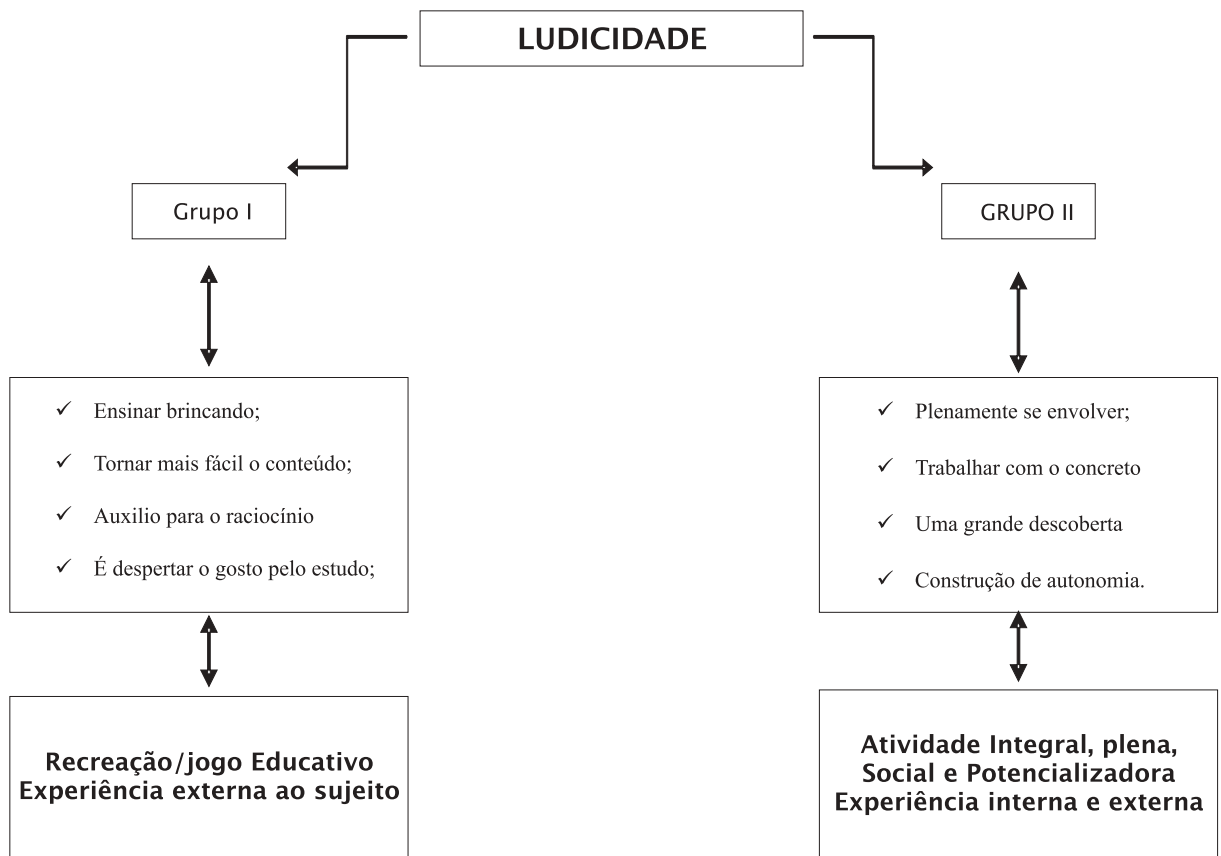 LUDICIDADE
Grupo I
GRUPO II
✓ Ensinar brincando;
✓ Tornar mais fácil o conteúdo;
✓ Auxilio para o raciocínio
✓ É despertar o gosto pelo estudo;
✓ Plenamente se envolver;
✓ Trabalhar com o concreto
✓ Uma grande descoberta
✓ Construção de autonomia.
Recreação/jogo Educativo
Experiência externa ao sujeito
Atividade Integral, plena,
Social e Potencializadora
Experiência interna e externa